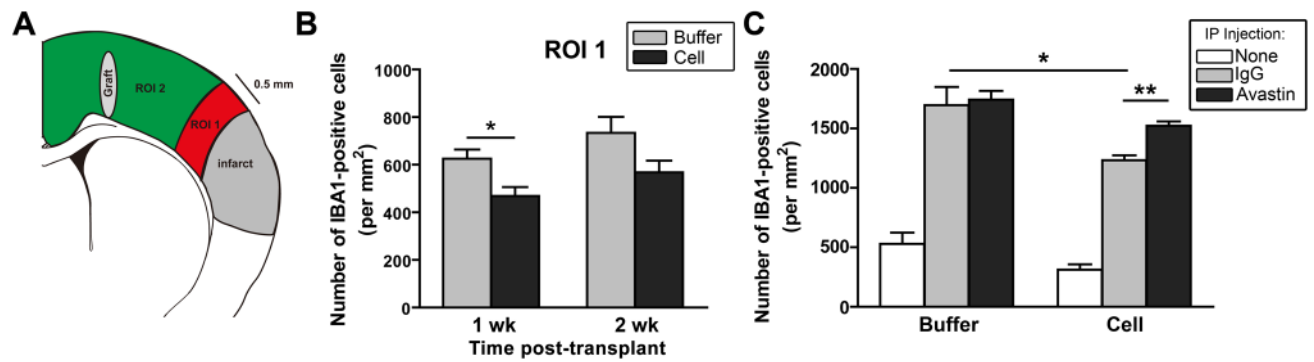 A
Graft
ROI 2
0.5 mm
ROI 1
infarct
B
ROI 1
Buffer
Cell
Number of IBA1-positive cells
(per mm²)
1000
800
600
400
200
0
*
1 wk
2 wk
Time post-transplant
C
IP Injection:
None
IgG
Avastin
Number of IBA1-positive cells
(per mm²)
2000
1500
1000
500
0
*
**
Buffer
Cell